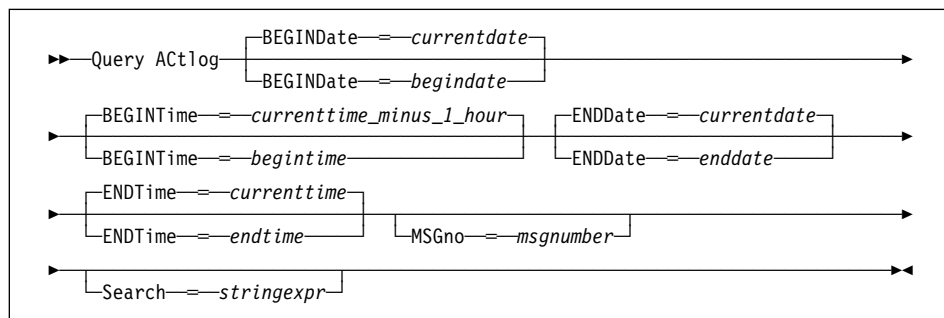 BEGINDate = currentdate
Query ACtlog
BEGINDate = begindate
BEGINTime = currenttime_minus_1_hour ENDDate = currentdate
BEGINTime = begintime ENDDate = enddate
ENDTime = currenttime
ENDTime = endtime MSGno = msgnumber
Search = stringexpr